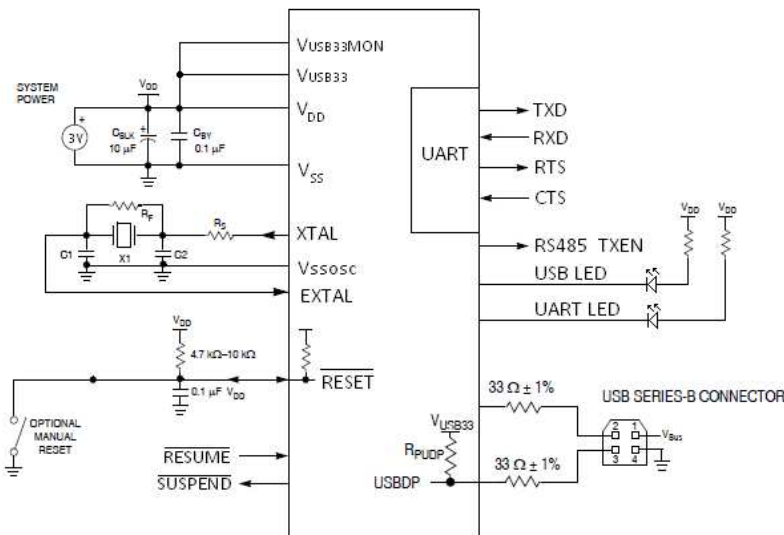 VUSB33MON
VUSB33
VDD
VSS
SYSTEM
POWER
VDD
+
3V
+
CBLK
10 µF
CBY
0.1 µF
RF
RS
C1
X1
C2
XTAL
VSSOSC
EXTAL
VDD
4.7 kΩ–10 kΩ
0.1 µF VDD
RESET
OPTIONAL
MANUAL
RESET
RESUME
SUSPEND
UART
TXD
RXD
RTS
CTS
RS485 TXEN
USB LED
UART LED
VDD
VDD
33 Ω ± 1%
USB SERIES-B CONNECTOR
VUSB33
RPUDP
33 Ω ± 1%
USBDP
2 1
3 4
VBus